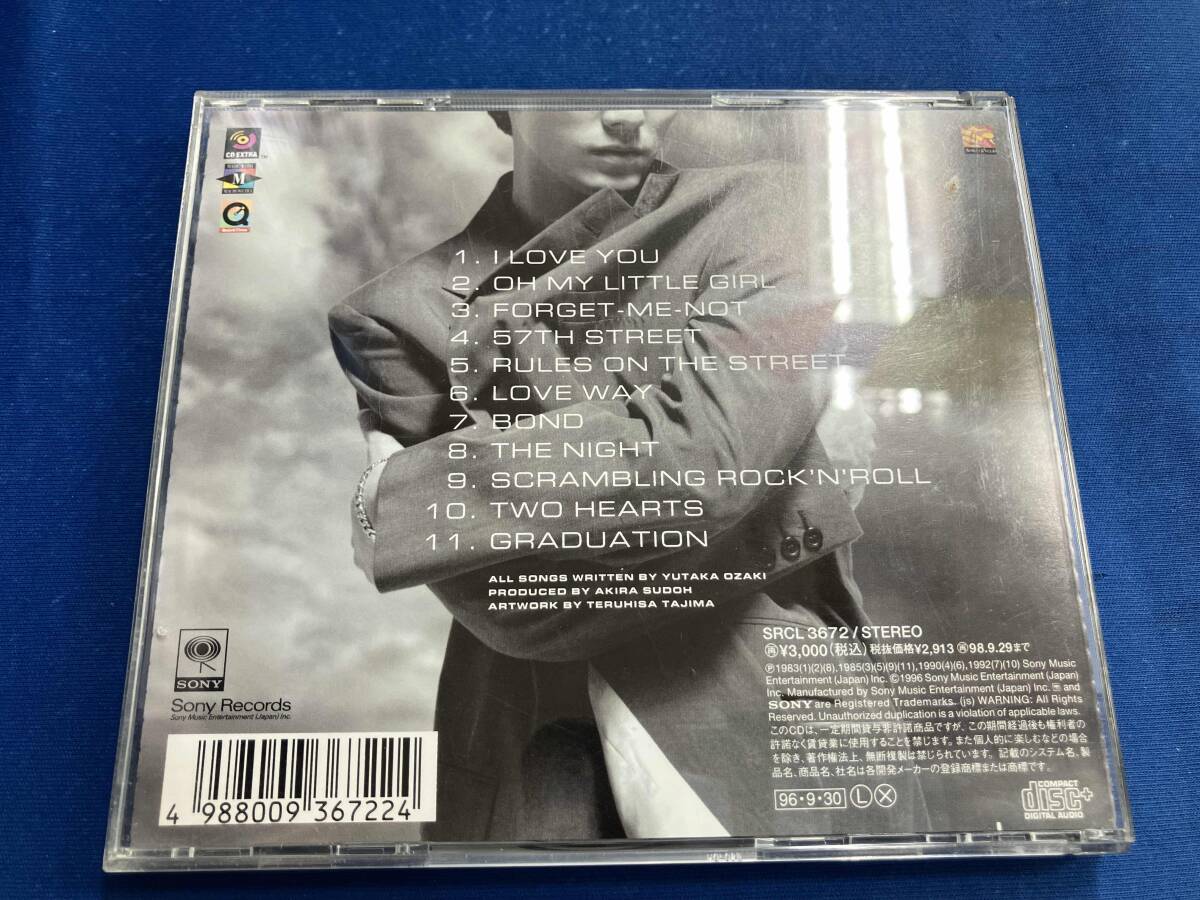 CD EXTRA
M
QuickTime
1. I LOVE YOU
2. OH MY LITTLE GIRL
3. FORGET-ME-NOT
4. 57TH STREET
5. RULES ON THE STREET
6. LOVE WAY
7. BOND
8. THE NIGHT
9. SCRAMBLING ROCK'N'ROLL
10. TWO HEARTS
11. GRADUATION
ALL SONGS WRITTEN BY YUTAKA OZAKI
PRODUCED BY AKIRA SUDOH
ARTWORK BY TERUHISA TAJIMA
SONY
Sony Records
Sony Music Entertainment (Japan) Inc.
4 988009 367224
SRCL 3672/STEREO
㋐¥3,000(税込)税抜価格¥2,913 ㋐98.9.29まで
Ⓟ1983(1)(2)(8), 1985(3)(5)(9)(11), 1990(4)(6), 1992(7)(10) Sony Music
Entertainment (Japan) Inc. ©1996 Sony Music Entertainment (Japan)
Inc. Manufactured by Sony Music Entertainment (Japan) Inc. and
SONY are Registered Trademarks. (js) WARNING: All Rights
Reserved. Unauthorized duplication is a violation of applicable laws.
このCDは、一定期間貸与非許諾商品ですが、この期間経過後も権利者の
許諾なく賃貸業に使用することを禁じます。また個人的に楽しむなどの場合
を除き、著作権法上、無断複製は禁じられています。記載のシステム名、製
品名、商品名、社名は各開発メーカーの登録商標または商標です。
96・9・30 Ⓛ Ⓧ
COMPACT
disc+
DIGITAL AUDIO